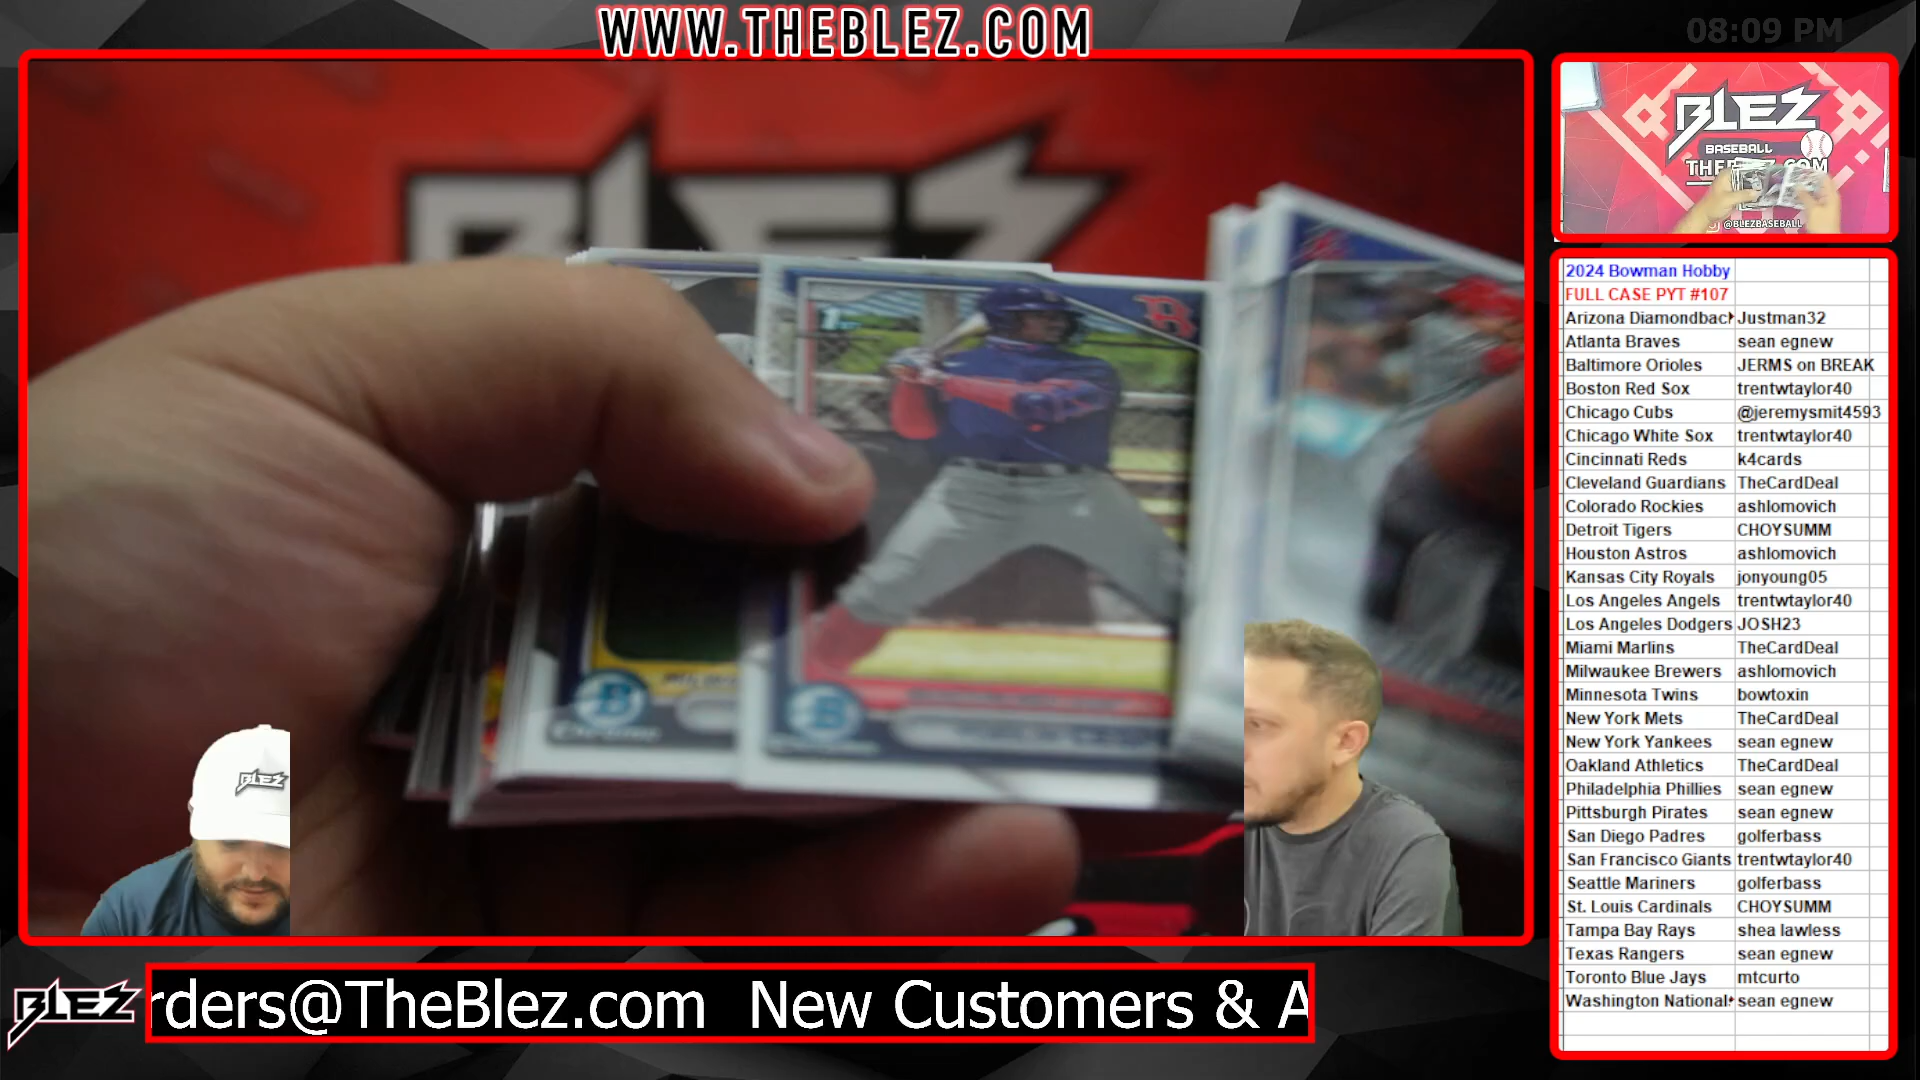 WWW.THEBLEZ.COM
08:09 PM
BLEZ
BLEZ
BASEBALL
@BLEZBASEBALL
2024 Bowman Hobby
FULL CASE PYT #107
Arizona Diamondbac Justman32
Atlanta Braves sean egnew
Baltimore Orioles JERMS on BREAK
Boston Red Sox trentwtaylor40
Chicago Cubs @jeremysmit4593
Chicago White Sox trentwtaylor40
Cincinnati Reds k4cards
Cleveland Guardians TheCardDeal
Colorado Rockies ashlomovich
Detroit Tigers CHOYSUMM
Houston Astros ashlomovich
Kansas City Royals jonyoung05
Los Angeles Angels trentwtaylor40
Los Angeles Dodgers JOSH23
Miami Marlins TheCardDeal
Milwaukee Brewers ashlomovich
Minnesota Twins bowtoxin
New York Mets TheCardDeal
New York Yankees sean egnew
Oakland Athletics TheCardDeal
Philadelphia Phillies sean egnew
Pittsburgh Pirates sean egnew
San Diego Padres golferbass
San Francisco Giants trentwtaylor40
Seattle Mariners golferbass
St. Louis Cardinals CHOYSUMM
Tampa Bay Rays shea lawless
Texas Rangers sean egnew
Toronto Blue Jays mtcurto
Washington National sean egnew
B
B
B
BLEZ
BLEZ
rders@TheBlez.com New Customers & A